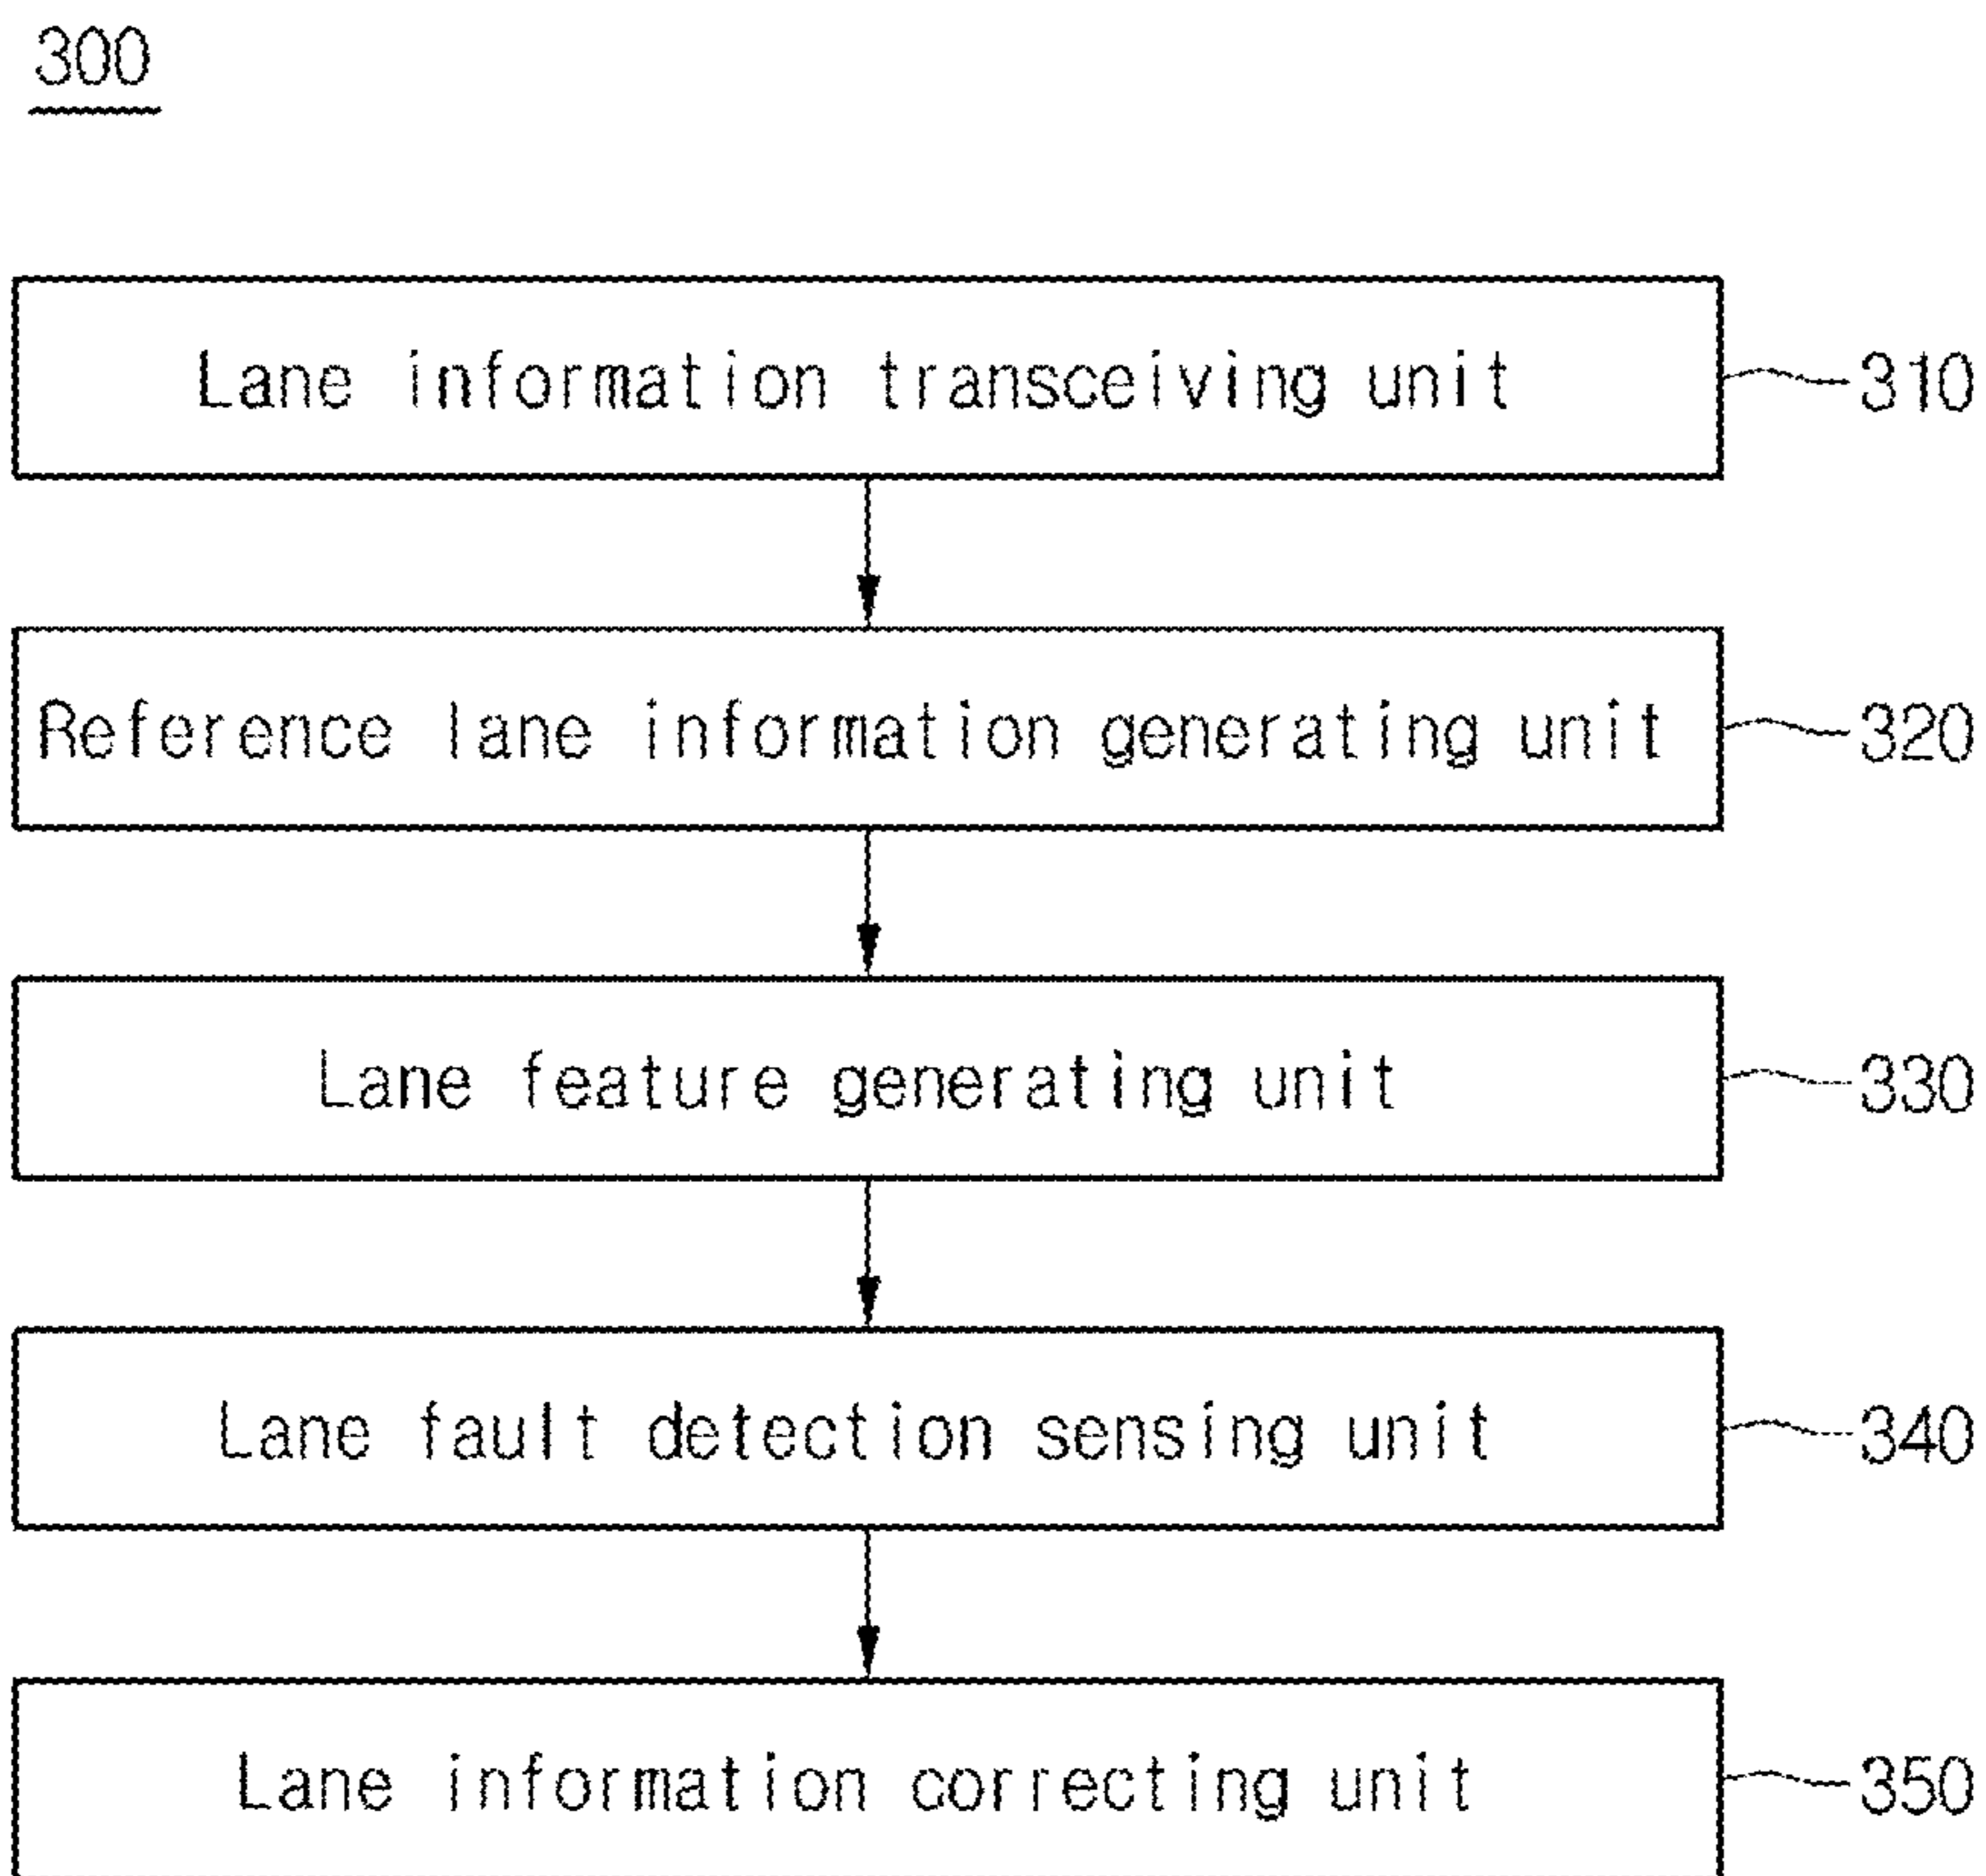 300
Lane information transceiving unit 310
Reference lane information generating unit 320
Lane feature generating unit 330
Lane fault detection sensing unit 340
Lane information correcting unit 350